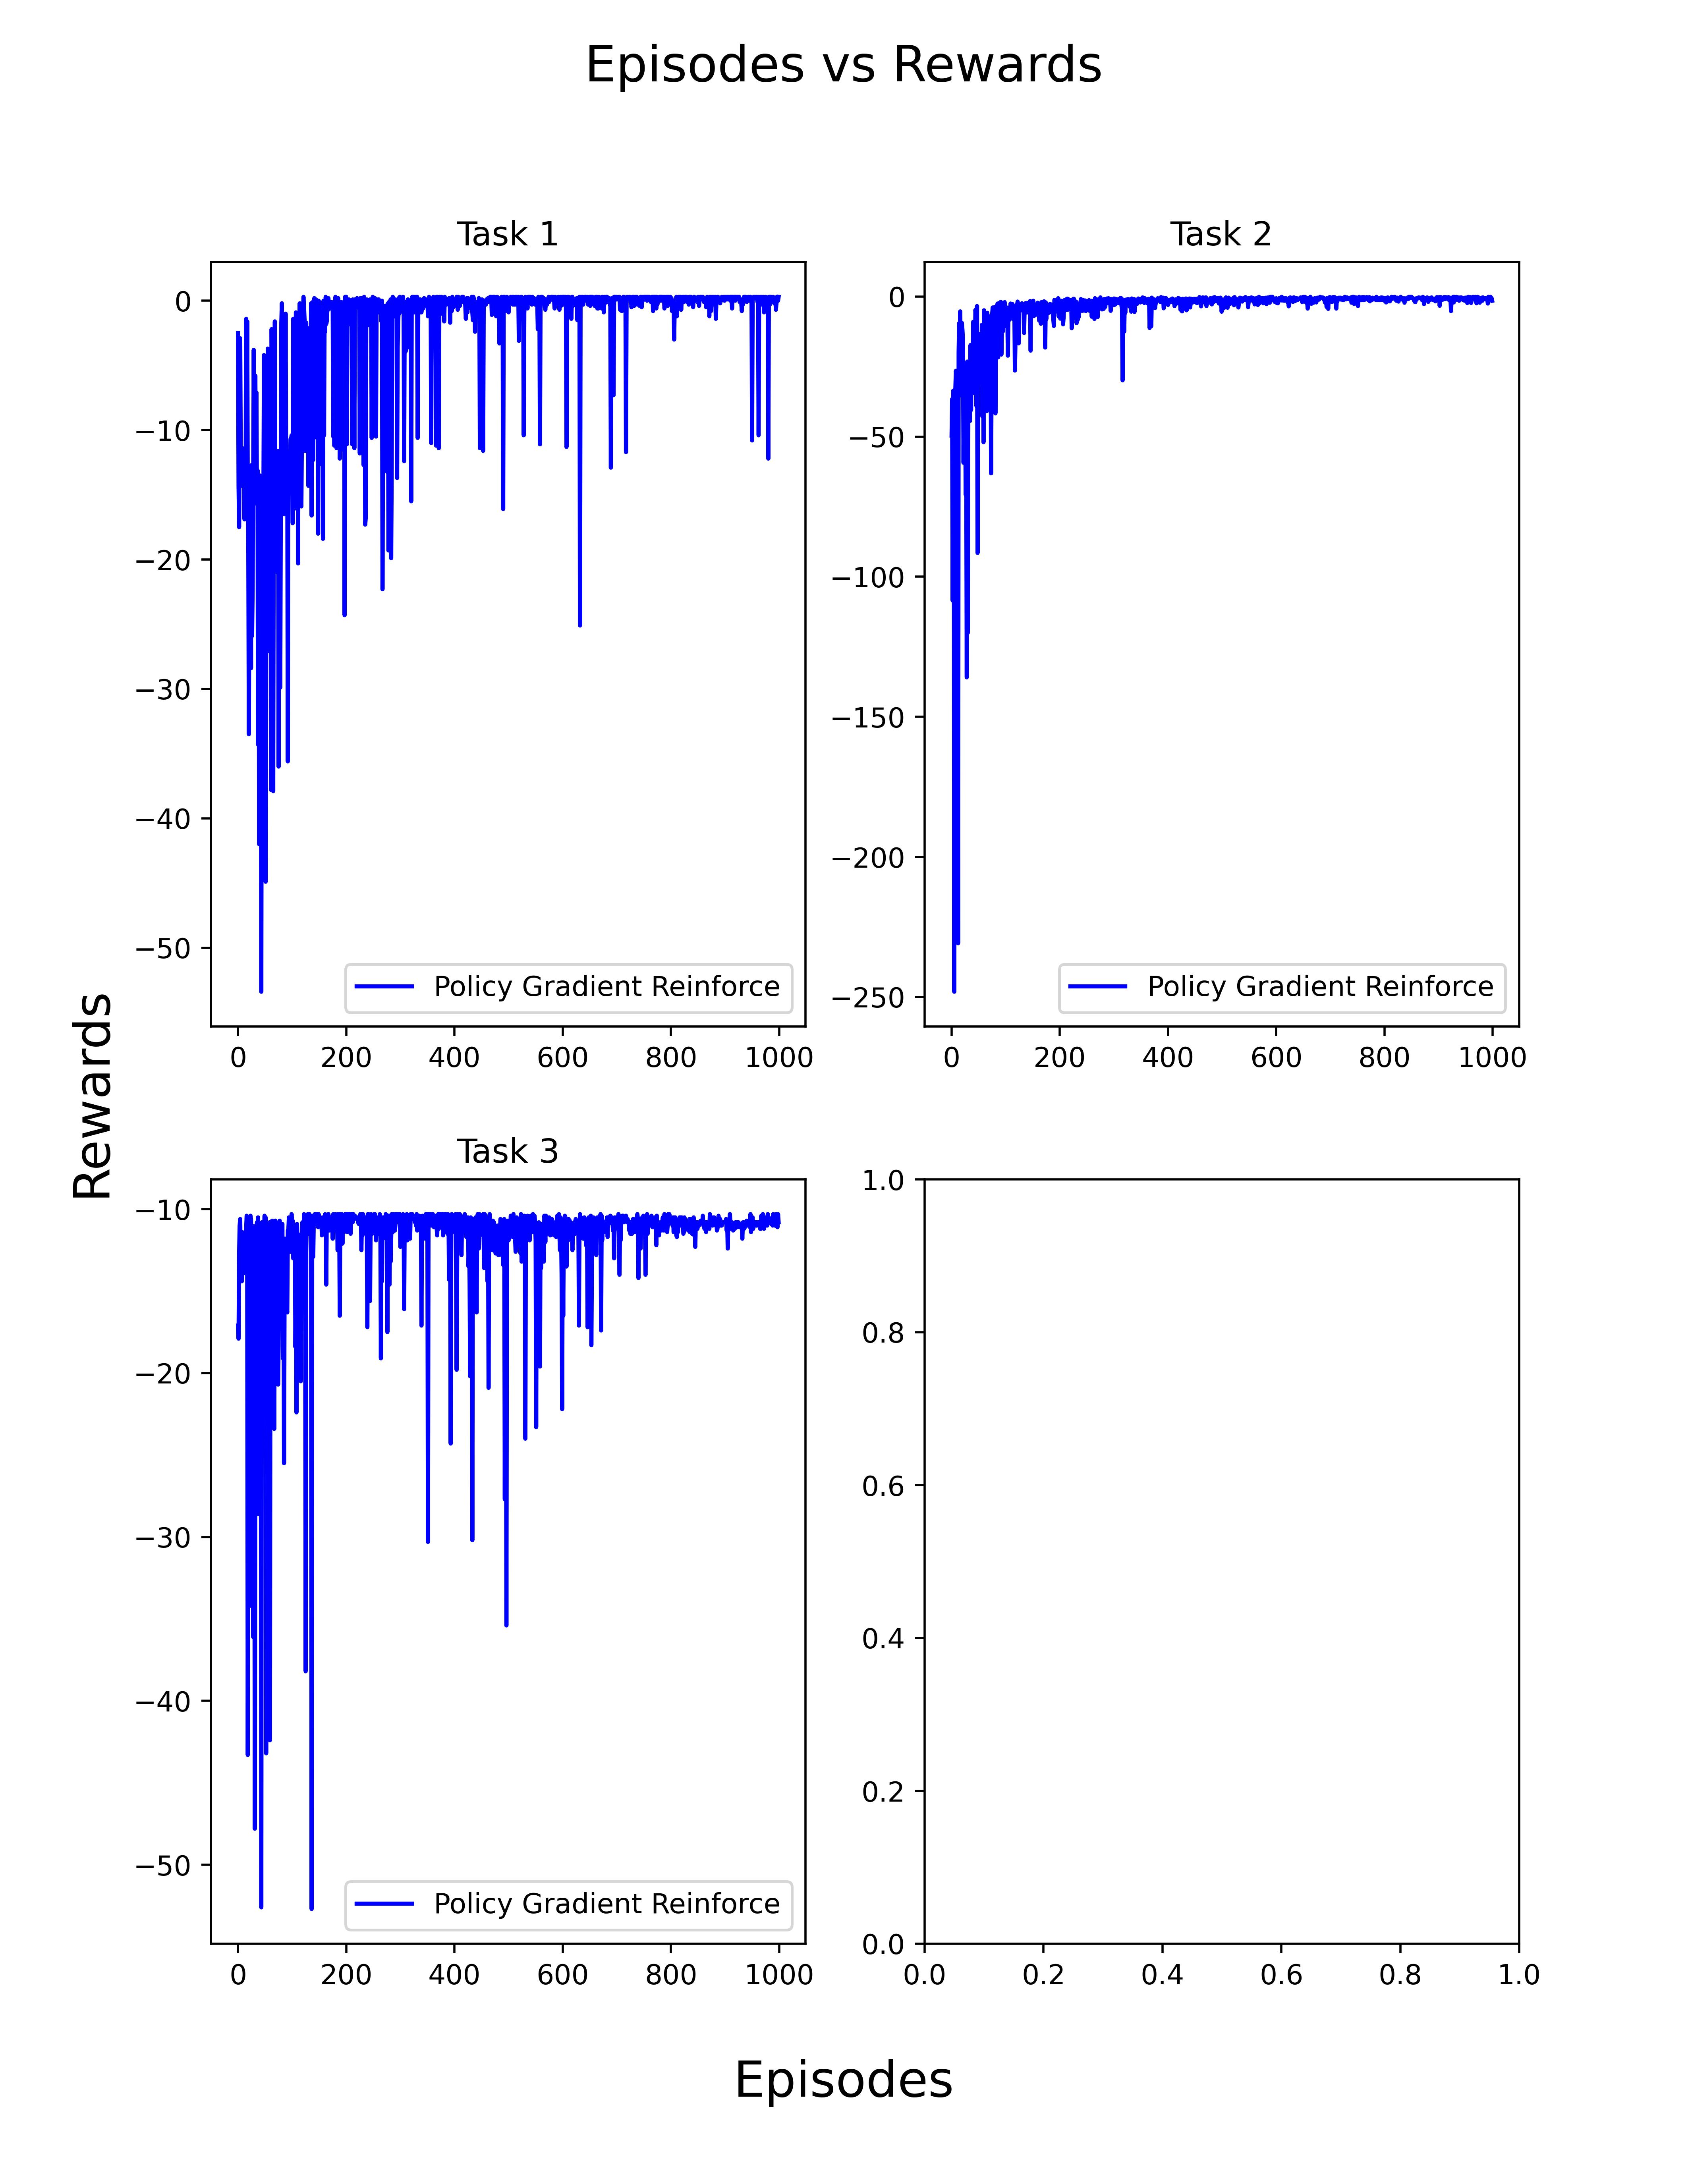 Episodes vs Rewards
Task 1
0
−10
−20
−30
−40
−50
Policy Gradient Reinforce
0 200 400 600 800 1000
Task 2
0
−50
−100
−150
−200
−250
Policy Gradient Reinforce
0 200 400 600 800 1000
Rewards
Task 3
−10
−20
−30
−40
−50
Policy Gradient Reinforce
0 200 400 600 800 1000
1.0
0.8
0.6
0.4
0.2
0.0
0.0 0.2 0.4 0.6 0.8 1.0
Episodes